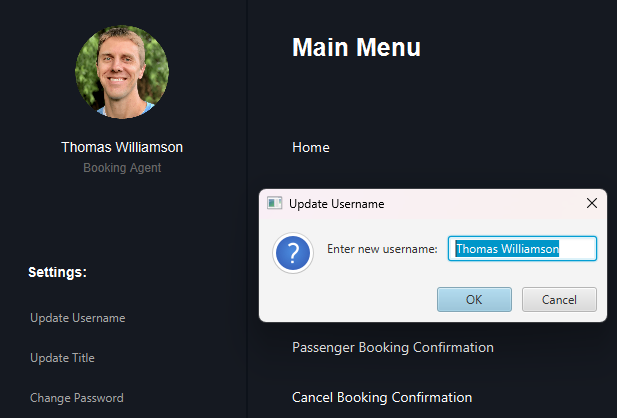 Thomas Williamson
Booking Agent
Settings:
Update Username
Update Title
Change Password
Main Menu
Home
Update Username
Enter new username: Thomas Williamson
OK Cancel
Passenger Booking Confirmation
Cancel Booking Confirmation